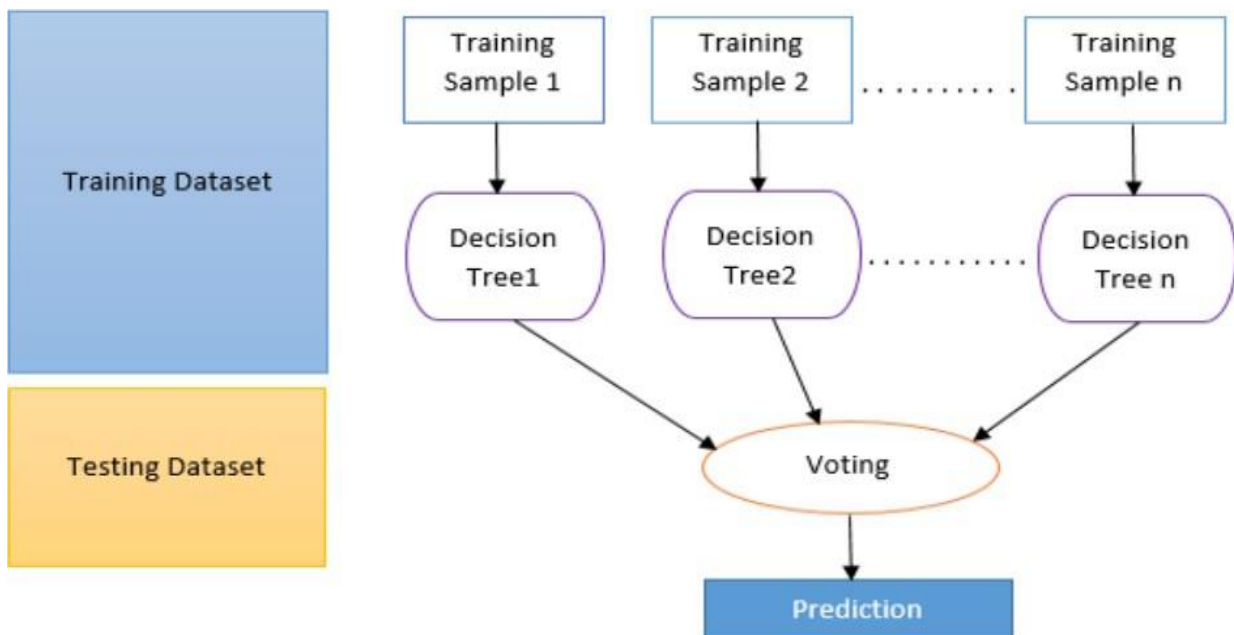 Training Dataset
Testing Dataset
Training
Sample 1
Training
Sample 2
Training
Sample n
Decision
Tree1
Decision
Tree2
Decision
Tree n
Voting
Prediction